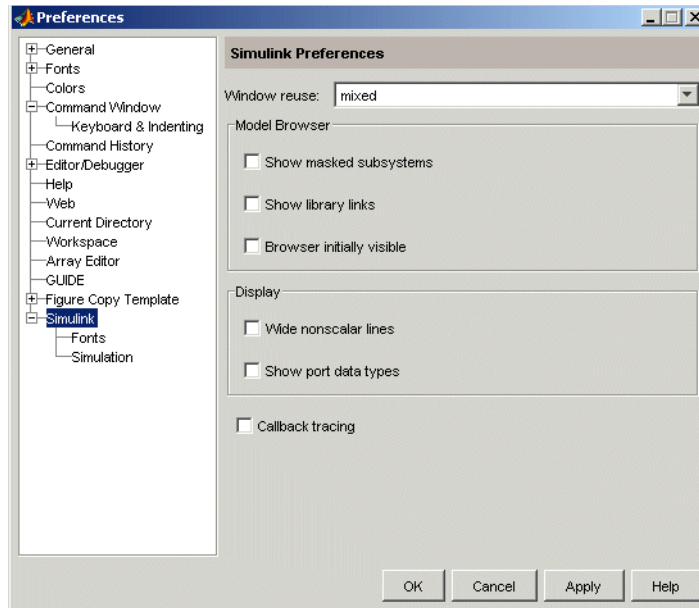 Preferences
General
Fonts
Colors
Command Window
Keyboard & Indenting
Command History
Editor/Debugger
Help
Web
Current Directory
Workspace
Array Editor
GUIDE
Figure Copy Template
Simulink
Fonts
Simulation
Simulink Preferences
Window reuse: mixed
Model Browser
Show masked subsystems
Show library links
Browser initially visible
Display
Wide nonscalar lines
Show port data types
Callback tracing
OK Cancel Apply Help